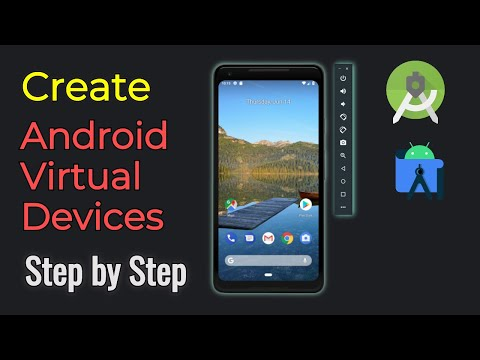 Create
Android
Virtual
Devices
Step by Step